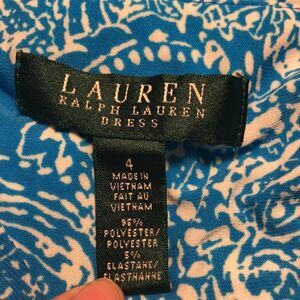 LAUREN
RALPH LAUREN
DRESS
4
MADE IN
VIETNAM
FAIT AU
VIETNAM
95%
POLYESTER/
POLYESTER
5%
ELASTANE/
ELASTHANNE